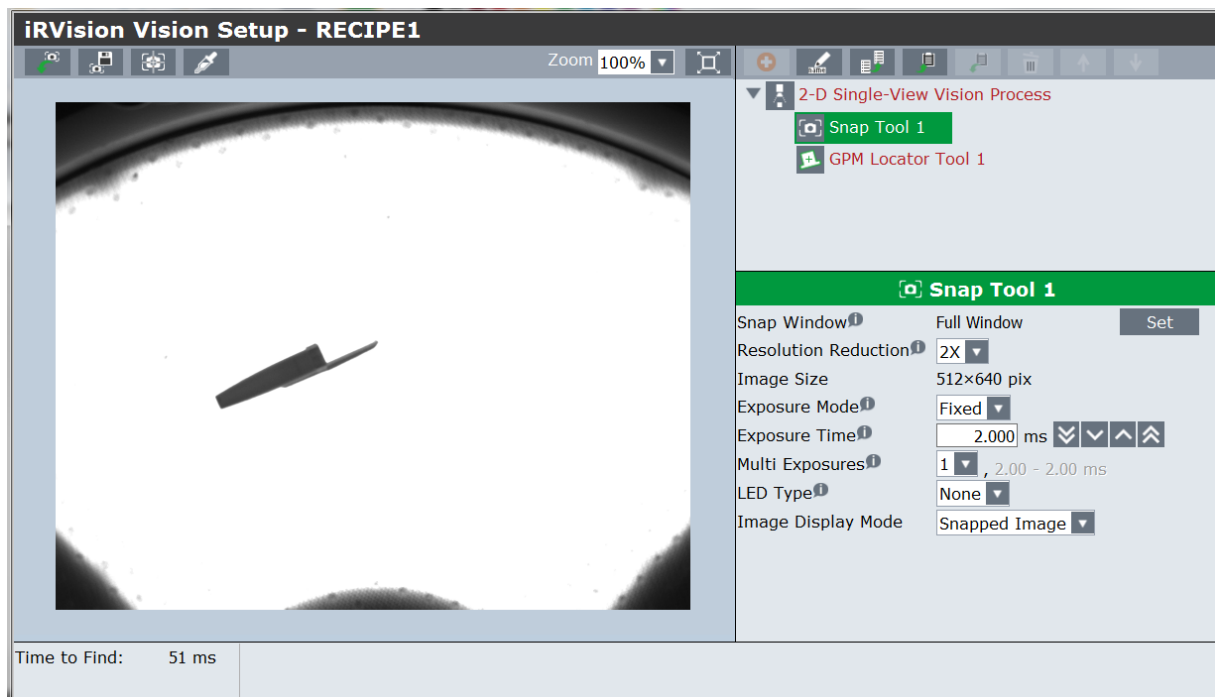 iRVision Vision Setup - RECIPE1
Zoom 100%
2-D Single-View Vision Process
Snap Tool 1
GPM Locator Tool 1
Snap Tool 1
Snap Window Full Window Set
Resolution Reduction 2X
Image Size 512×640 pix
Exposure Mode Fixed
Exposure Time 2.000 ms
Multi Exposures 1 , 2.00 - 2.00 ms
LED Type None
Image Display Mode Snapped Image
Time to Find: 51 ms